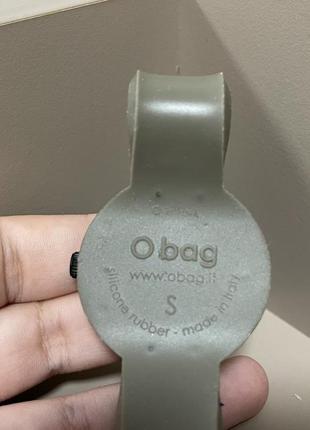 O bag
www.obag.it
S
silicone rubber - made in Italy